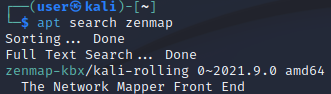 ┌──(user㉿kali)-[~]
└─$ apt search zenmap
Sorting... Done
Full Text Search... Done
zenmap-kbx/kali-rolling 0~2021.9.0 amd64
  The Network Mapper Front End